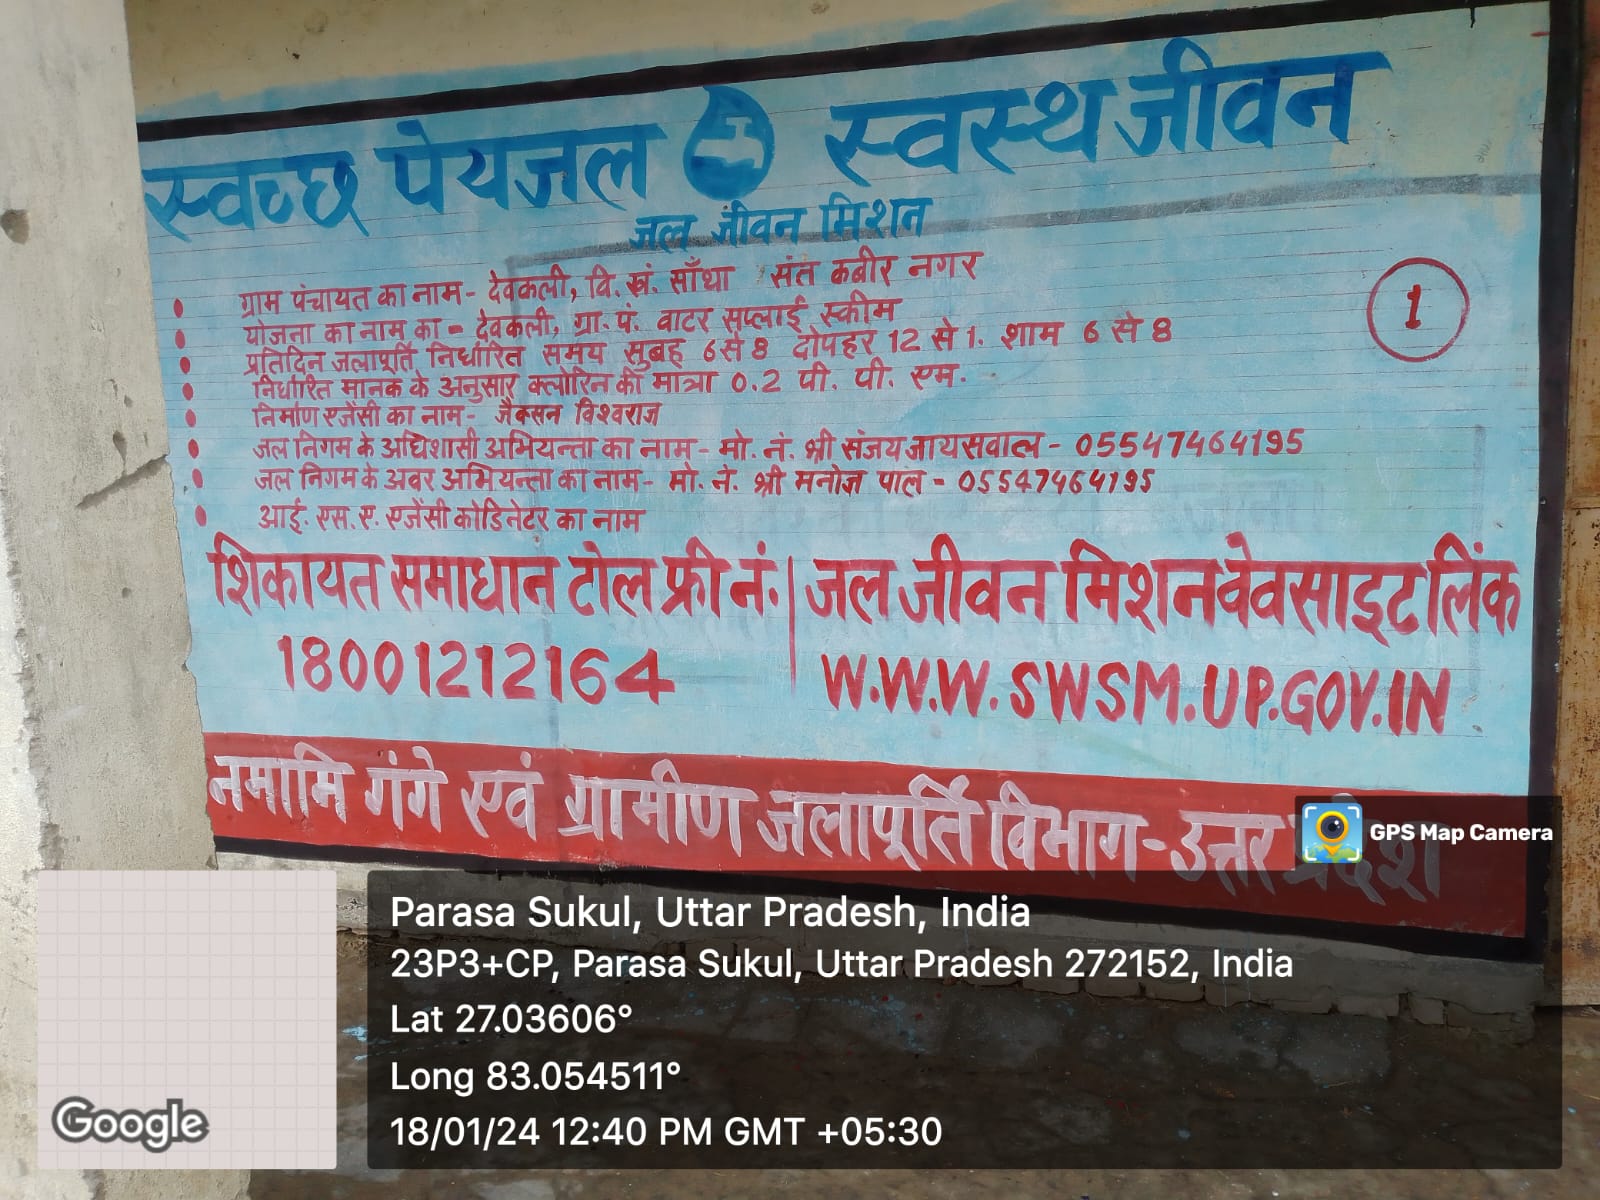 स्वच्छ पेयजल स्वस्थ जीवन
जल जीवन मिशन
ग्राम पंचायत का नाम - देवकली, वि. खं. साँथा संत कबीर नगर
योजना का नाम का - देवकली, ग्रा. पं. वाटर सप्लाई स्कीम
प्रतिदिन जलापूर्ति निर्धारित समय सुबह 6 से 8 दोपहर 12 से 1. शाम 6 से 8
निर्धारित मानक के अनुसार क्लोरिन की मात्रा 0.2 पी. पी. एम.
निर्माण एजेंसी का नाम - जैक्सन विश्वराज
जल निगम के अधिशासी अभियन्ता का नाम - मो. नं. श्री संजय जायसवाल - 05547464195
जल निगम के अवर अभियन्ता का नाम - मो. नं. श्री मनोज पाल - 05547464195
आई. एस. ए. एजेंसी कोडिनेटर का नाम
1
शिकायत समाधान टोल फ्री नं.
18001212164
जल जीवन मिशन वेवसाइट लिंक
W.W.W.SWSM.UP.GOV.IN
नमामि गंगे एवं ग्रामीण जलापूर्ति विभाग - उत्तर प्रदेश
GPS Map Camera
Parasa Sukul, Uttar Pradesh, India
23P3+CP, Parasa Sukul, Uttar Pradesh 272152, India
Lat 27.03606°
Long 83.054511°
18/01/24 12:40 PM GMT +05:30
Google